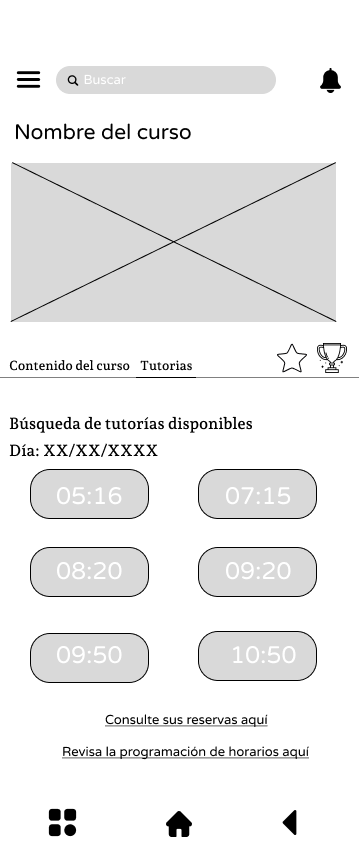 Buscar
Nombre del curso
Contenido del curso Tutorias
Búsqueda de tutorías disponibles
Día: XX/XX/XXXX
05:16 07:15
08:20 09:20
09:50 10:50
Consulte sus reservas aquí
Revisa la programación de horarios aquí